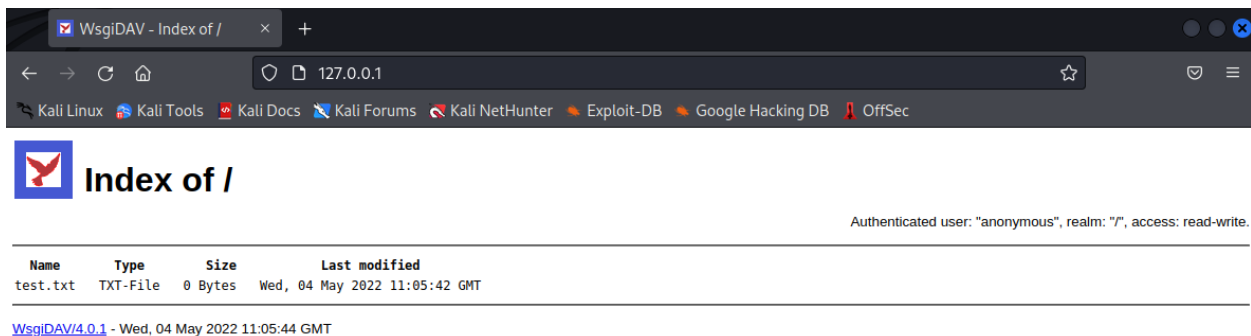 WsgiDAV - Index of /
127.0.0.1
Kali Linux Kali Tools Kali Docs Kali Forums Kali NetHunter Exploit-DB Google Hacking DB OffSec
Index of /
Authenticated user: "anonymous", realm: "/", access: read-write.
Name Type Size Last modified
test.txt TXT-File 0 Bytes Wed, 04 May 2022 11:05:42 GMT
WsgiDAV/4.0.1 - Wed, 04 May 2022 11:05:44 GMT